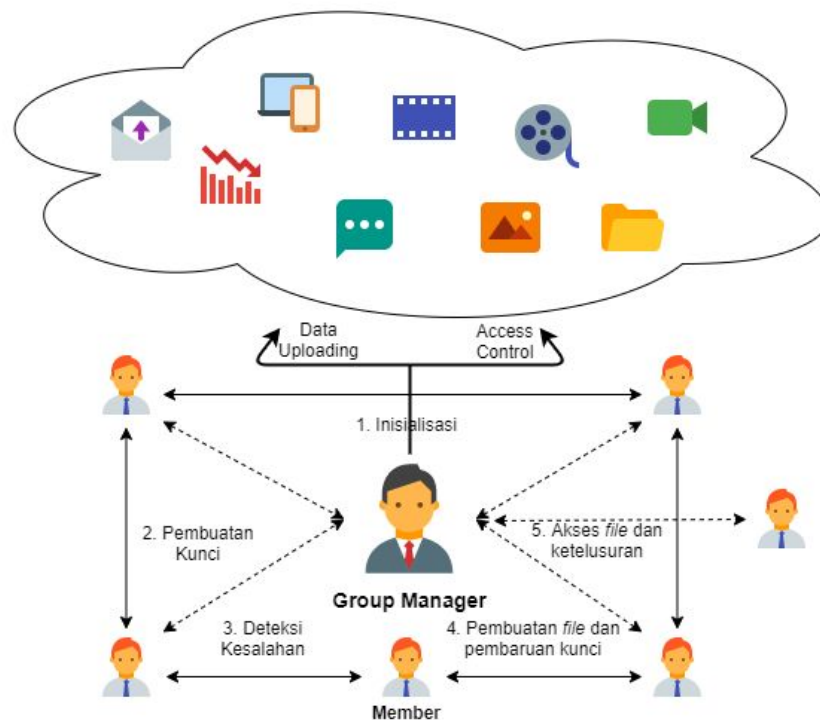 Data
Uploading
Access
Control
1. Inisialisasi
2. Pembuatan
Kunci
5. Akses file dan
ketelusuran
Group Manager
3. Deteksi
Kesalahan
4. Pembuatan file dan
pembaruan kunci
Member